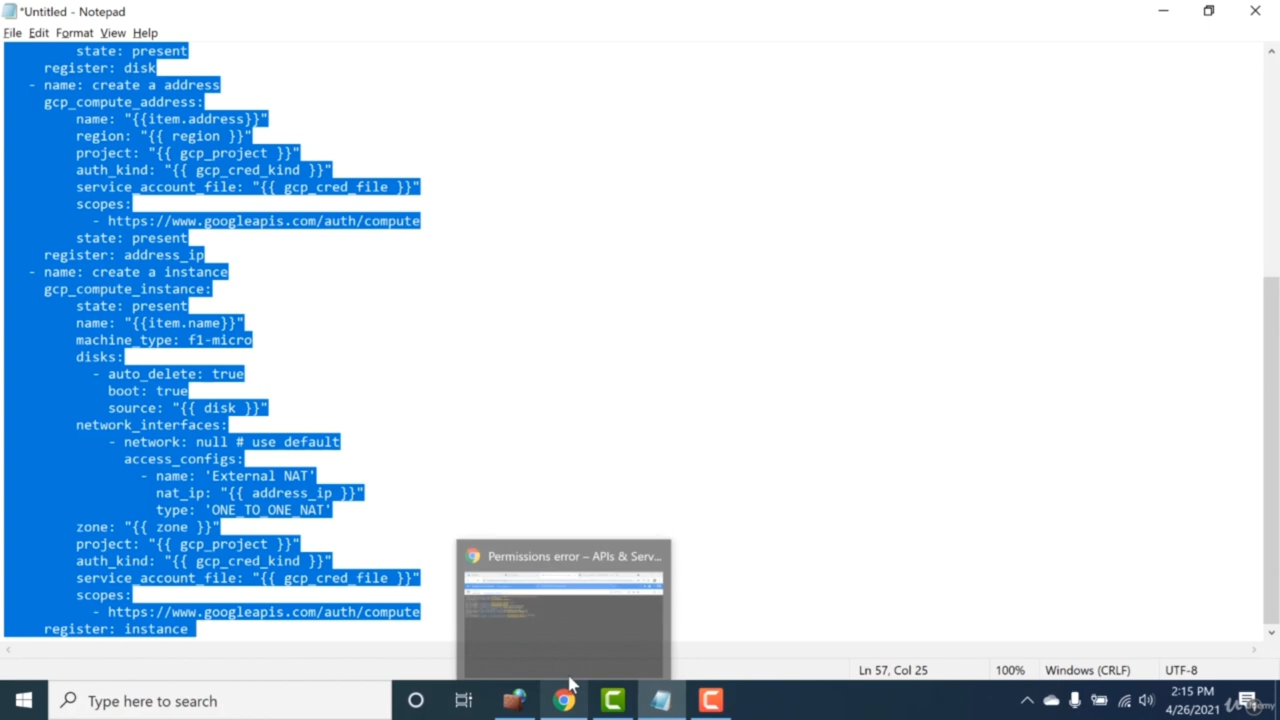 *Untitled - Notepad
File Edit Format View Help
state: present
register: disk
- name: create a address
gcp_compute_address:
name: "{{item.address}}"
region: "{{ region }}"
project: "{{ gcp_project }}"
auth_kind: "{{ gcp_cred_kind }}"
service_account_file: "{{ gcp_cred_file }}"
scopes:
- https://www.googleapis.com/auth/compute
state: present
register: address_ip
- name: create a instance
gcp_compute_instance:
state: present
name: "{{item.name}}"
machine_type: f1-micro
disks:
- auto_delete: true
boot: true
source: "{{ disk }}"
network_interfaces:
- network: null # use default
access_configs:
- name: 'External NAT'
nat_ip: "{{ address_ip }}"
type: 'ONE_TO_ONE_NAT'
zone: "{{ zone }}"
project: "{{ gcp_project }}"
auth_kind: "{{ gcp_cred_kind }}"
service_account_file: "{{ gcp_cred_file }}"
scopes:
- https://www.googleapis.com/auth/compute
register: instance
Permissions error – APIs & Serv...
Ln 57, Col 25 100% Windows (CRLF) UTF-8
Type here to search
2:15 PM
4/26/2021
Udemy